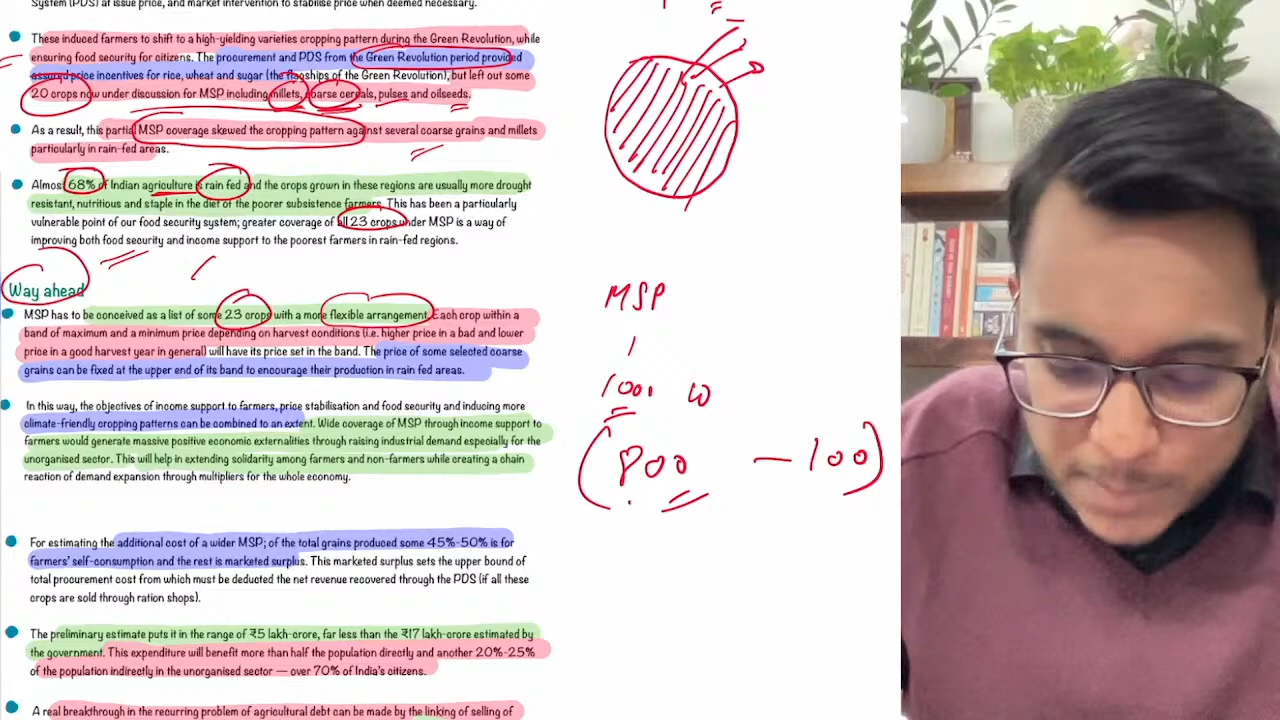 System (PDS) at issue price, and market intervention to stabilise price when deemed necessary.
These induced farmers to shift to a high-yielding varieties cropping pattern during the Green Revolution, while
ensuring food security for citizens. The procurement and PDS from the Green Revolution period provided
assured price incentives for rice, wheat and sugar (the flagships of the Green Revolution), but left out some
20 crops now under discussion for MSP including millets, coarse cereals, pulses and oilseeds.
As a result, this partial MSP coverage skewed the cropping pattern against several coarse grains and millets
particularly in rain-fed areas.
Almost 68% of Indian agriculture is rain fed and the crops grown in these regions are usually more drought
resistant, nutritious and staple in the diet of the poorer subsistence farmers. This has been a particularly
vulnerable point of our food security system; greater coverage of all 23 crops under MSP is a way of
improving both food security and income support to the poorest farmers in rain-fed regions.
Way ahead
MSP has to be conceived as a list of some 23 crops with a more flexible arrangement. Each crop within a
band of maximum and a minimum price depending on harvest conditions (i.e. higher price in a bad and lower
price in a good harvest year in general) will have its price set in the band. The price of some selected coarse
grains can be fixed at the upper end of its band to encourage their production in rain fed areas.
In this way, the objectives of income support to farmers, price stabilisation and food security and inducing more
climate-friendly cropping patterns can be combined to an extent. Wide coverage of MSP through income support to
farmers would generate massive positive economic externalities through raising industrial demand especially for the
unorganised sector. This will help in extending solidarity among farmers and non-farmers while creating a chain
reaction of demand expansion through multipliers for the whole economy.
For estimating the additional cost of a wider MSP; of the total grains produced some 45%-50% is for
farmers' self-consumption and the rest is marketed surplus. This marketed surplus sets the upper bound of
total procurement cost from which must be deducted the net revenue recovered through the PDS (if all these
crops are sold through ration shops).
The preliminary estimate puts it in the range of ₹5 lakh-crore, far less than the ₹17 lakh-crore estimated by
the government. This expenditure will benefit more than half the population directly and another 20%-25%
of the population indirectly in the unorganised sector — over 70% of India's citizens.
A real breakthrough in the recurring problem of agricultural debt can be made by the linking of selling of
MSP
(800 — 100)